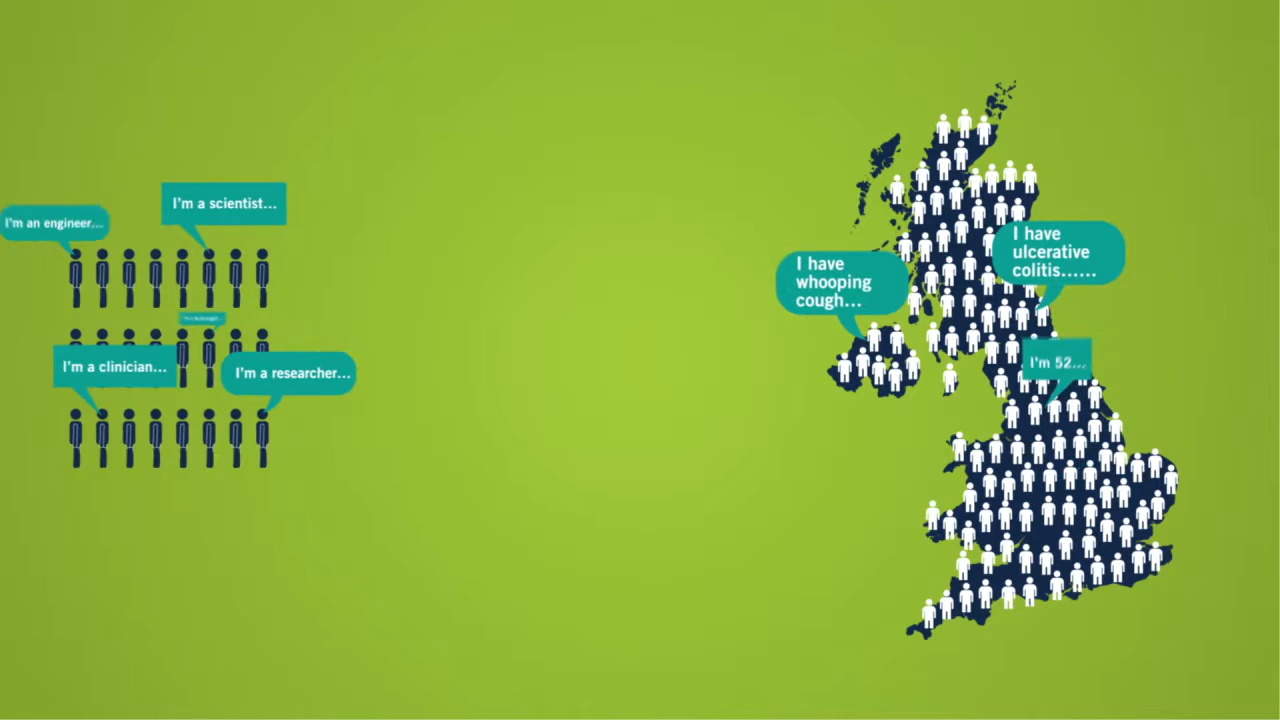 I'm an engineer...
I'm a scientist...
I'm a clinician...
I'm a researcher...
I have
whooping
cough...
I have
ulcerative
colitis......
I'm 52...